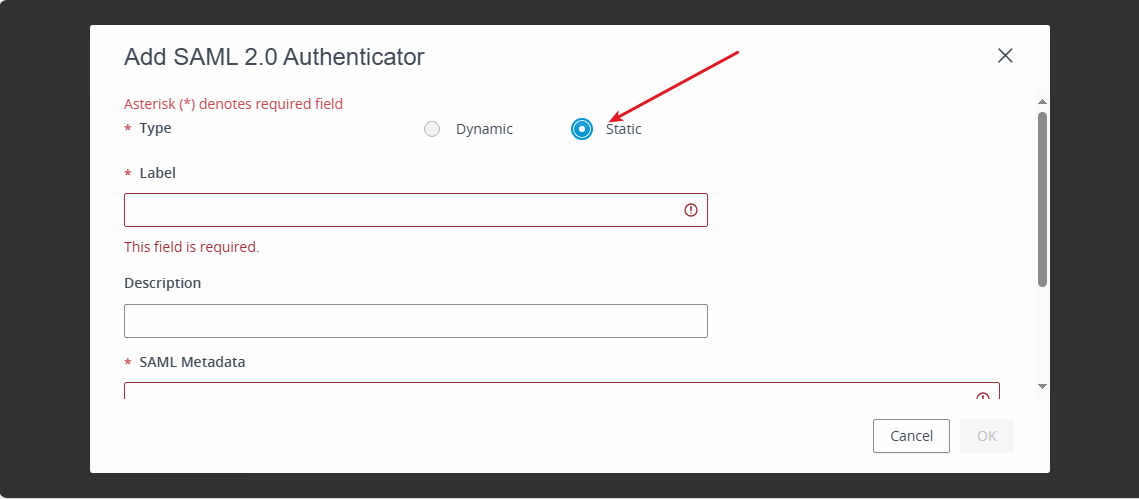 Add SAML 2.0 Authenticator
Asterisk (*) denotes required field
* Type
Dynamic
Static
* Label
This field is required.
Description
* SAML Metadata
Cancel
OK